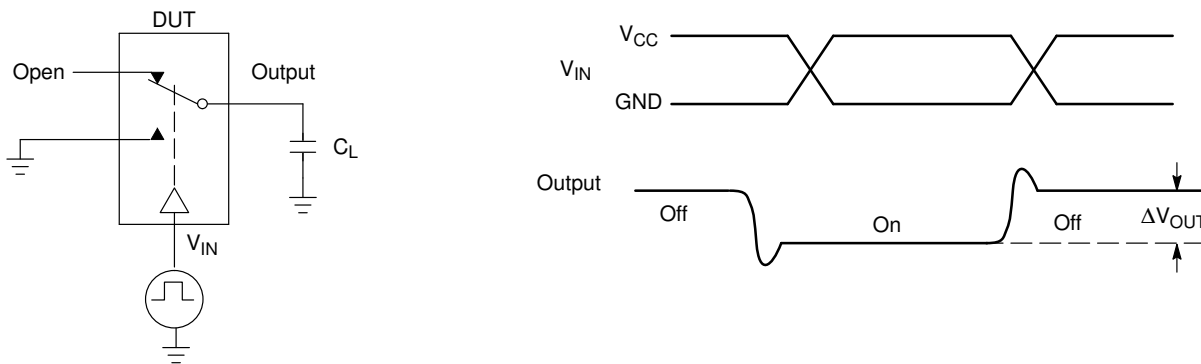 DUT
Open
Output
C_L
V_IN
V_CC
V_IN
GND
Output
Off
On
Off
ΔV_OUT